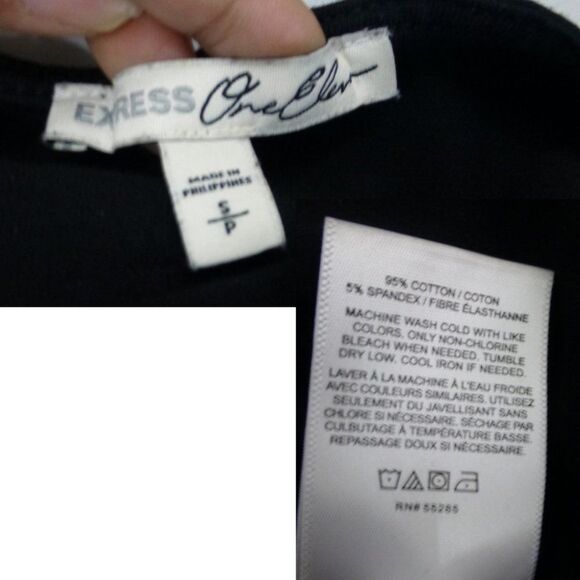 EXPRESS One Eleven
MADE IN
PHILIPPINES
S
P
95% COTTON / COTON
5% SPANDEX / FIBRE ÉLASTHANNE
MACHINE WASH COLD WITH LIKE
COLORS. ONLY NON-CHLORINE
BLEACH WHEN NEEDED. TUMBLE
DRY LOW. COOL IRON IF NEEDED.
LAVER À LA MACHINE À L'EAU FROIDE
AVEC COULEURS SIMILAIRES. UTILISEZ
SEULEMENT DU JAVELLISANT SANS
CHLORE SI NÉCESSAIRE. SÉCHAGE PAR
CULBUTAGE À TEMPÉRATURE BASSE.
REPASSAGE DOUX SI NÉCESSAIRE.
RN# 55285